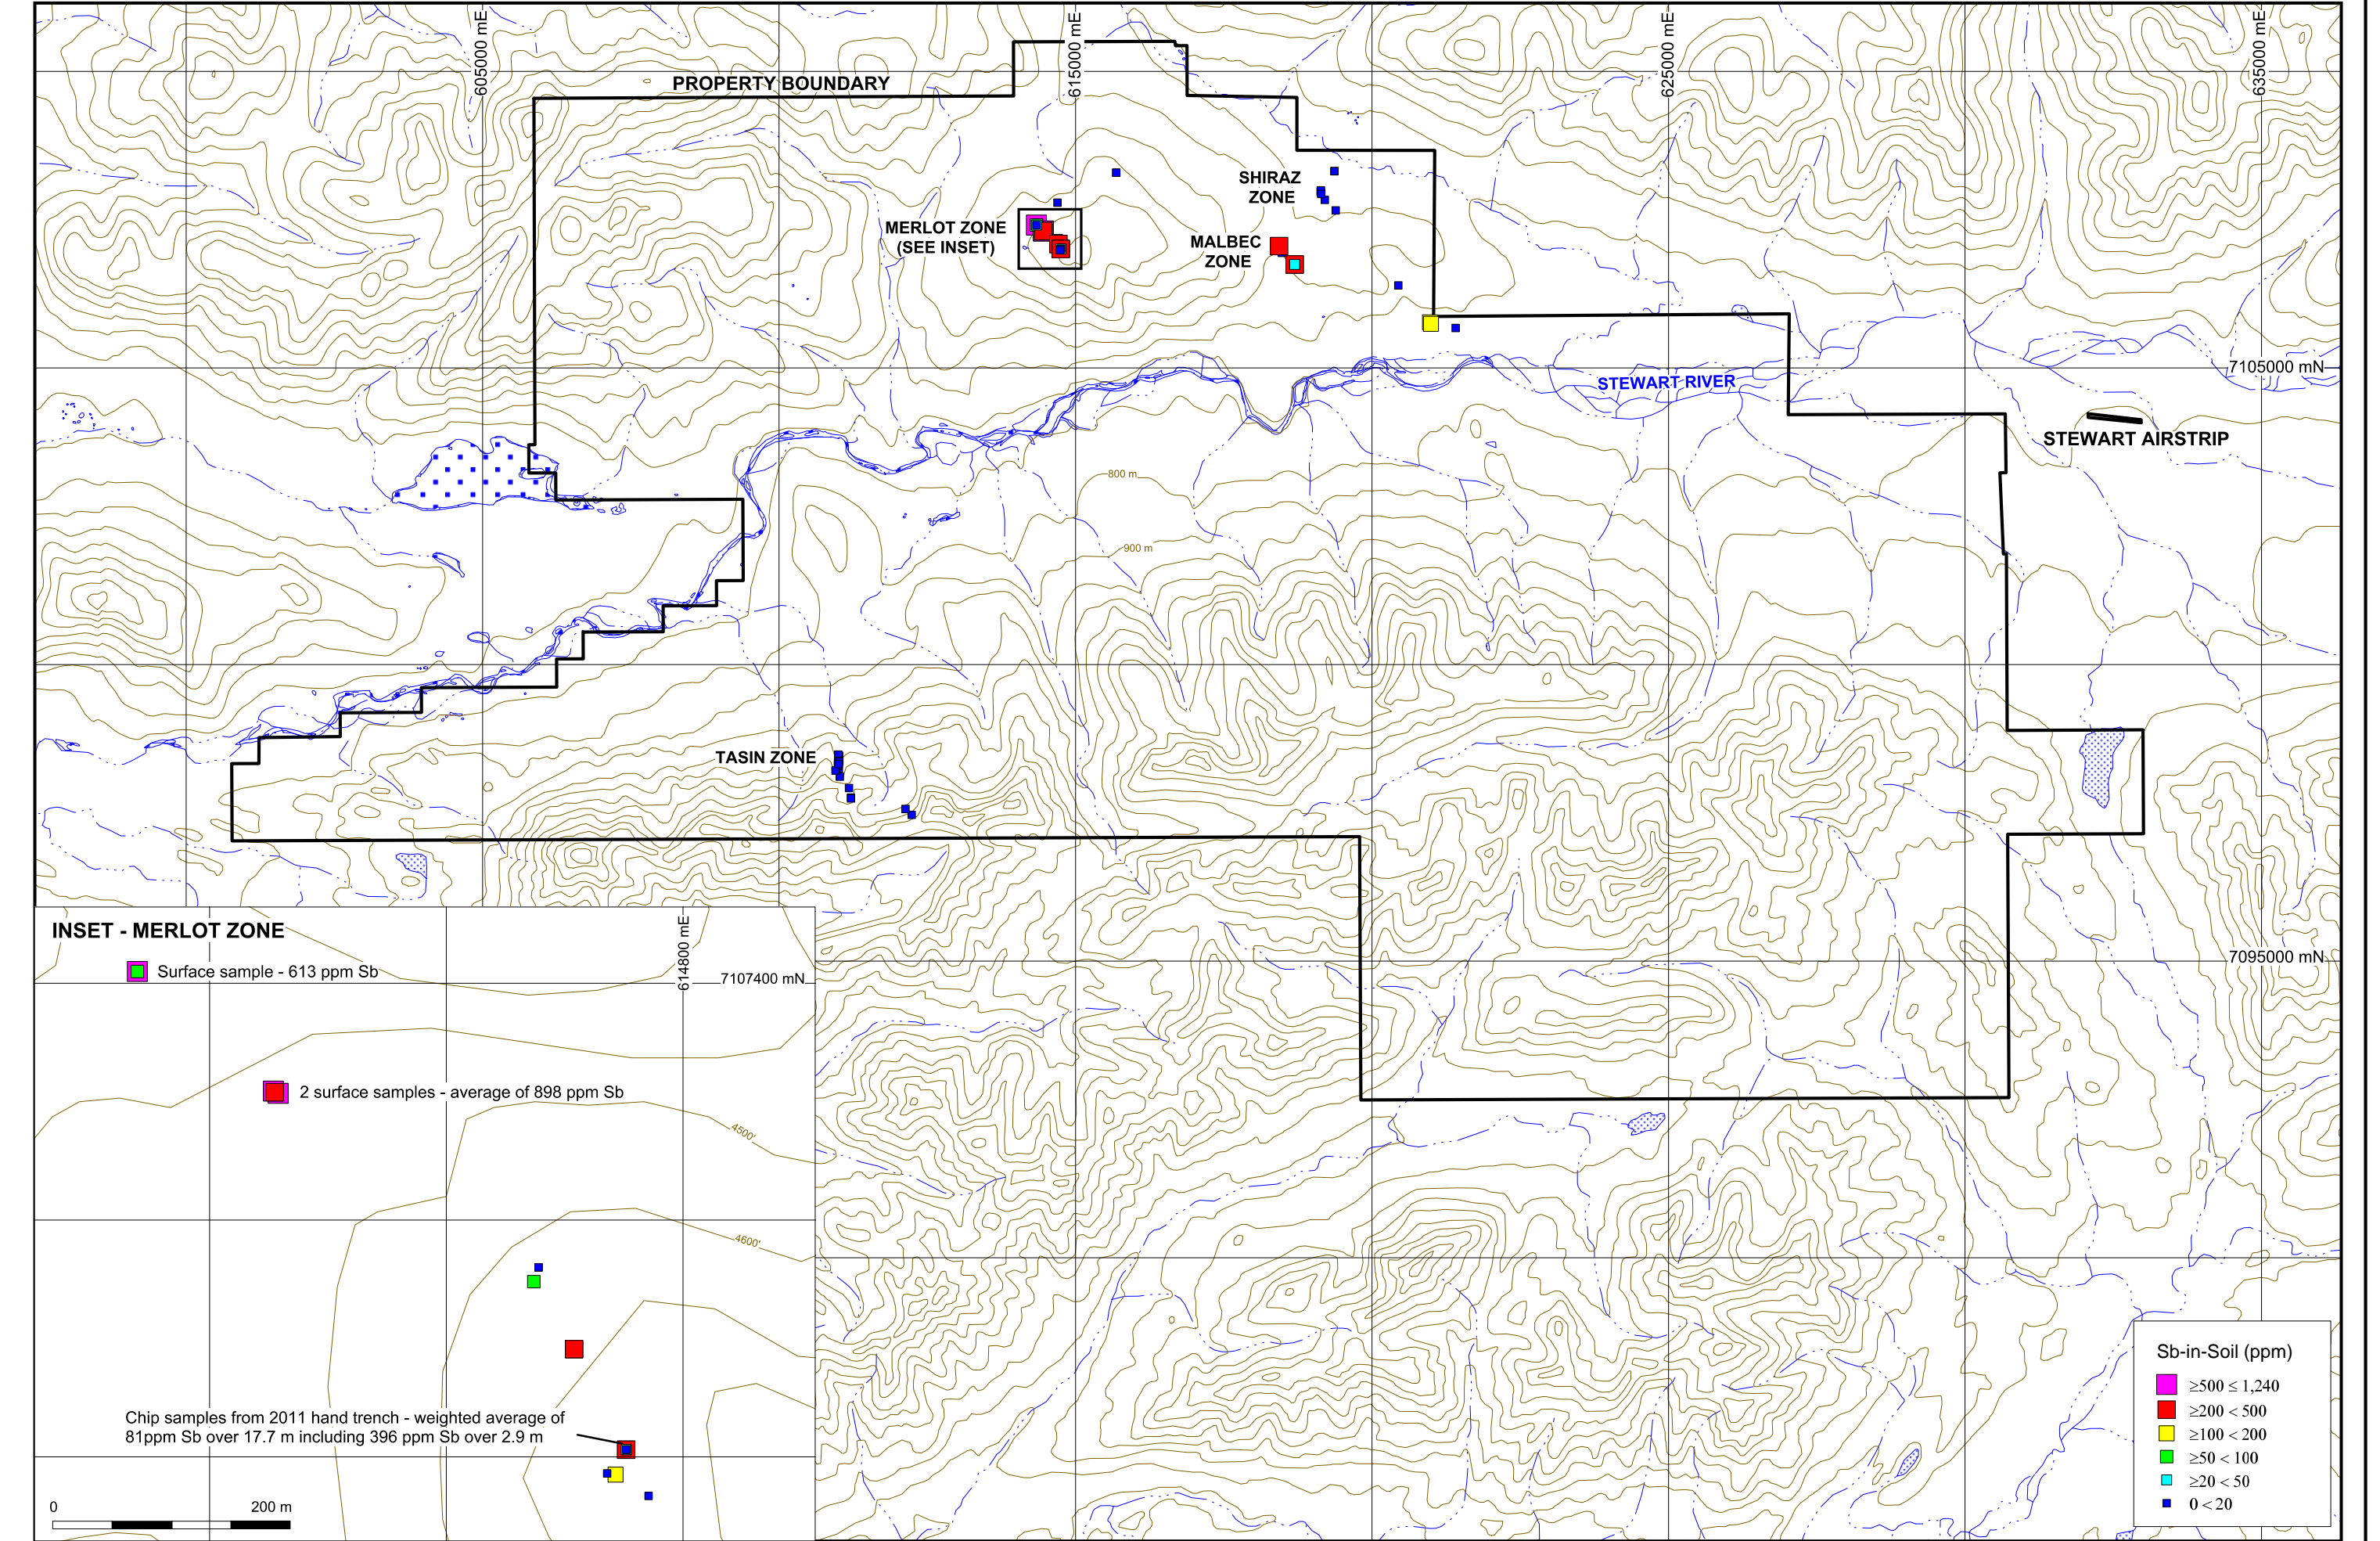 605000 mE
615000 mE
625000 mE
635000 mE
PROPERTY BOUNDARY
SHIRAZ
ZONE
MERLOT ZONE
(SEE INSET)
MALBEC
ZONE
7105000 mN
STEWART RIVER
STEWART AIRSTRIP
800 m
900 m
TASIN ZONE
7095000 mN
INSET - MERLOT ZONE
614800 mE
Surface sample - 613 ppm Sb
7107400 mN
2 surface samples - average of 898 ppm Sb
4500'
4600'
Chip samples from 2011 hand trench - weighted average of
81ppm Sb over 17.7 m including 396 ppm Sb over 2.9 m
0 200 m
Sb-in-Soil (ppm)
≥500 ≤ 1,240
≥200 < 500
≥100 < 200
≥50 < 100
≥20 < 50
0 < 20